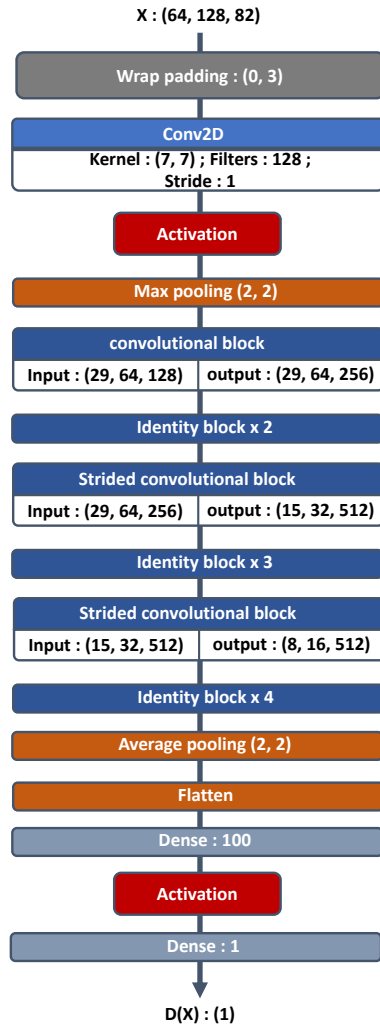 X : (64, 128, 82)
Wrap padding : (0, 3)
Conv2D
Kernel : (7, 7) ; Filters : 128 ;
Stride : 1
Activation
Max pooling (2, 2)
convolutional block
Input : (29, 64, 128) output : (29, 64, 256)
Identity block x 2
Strided convolutional block
Input : (29, 64, 256) output : (15, 32, 512)
Identity block x 3
Strided convolutional block
Input : (15, 32, 512) output : (8, 16, 512)
Identity block x 4
Average pooling (2, 2)
Flatten
Dense : 100
Activation
Dense : 1
D(X) : (1)